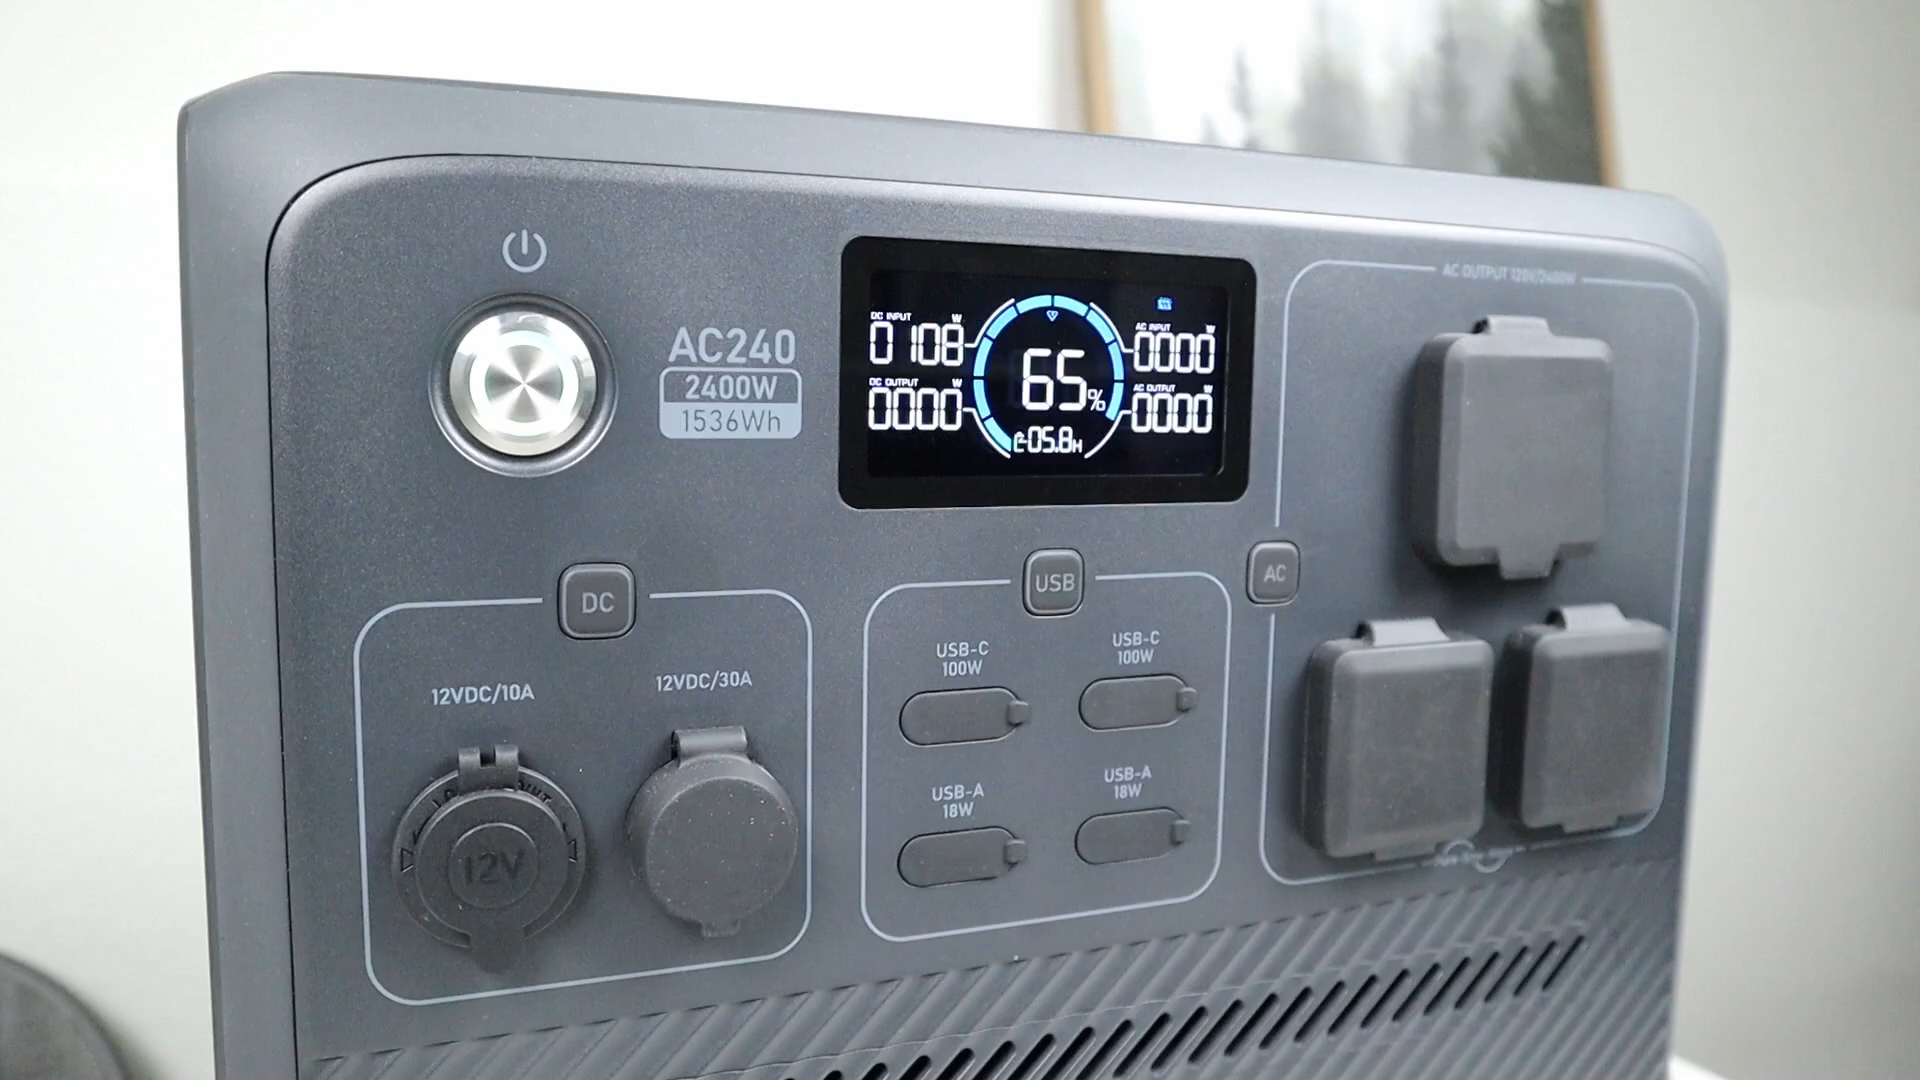 AC240
2400W
1536Wh
DC INPUT W
0108
DC OUTPUT W
0000
65%
05.8H
AC INPUT W
0000
AC OUTPUT W
0000
AC OUTPUT 120V/2400W
DC
USB
AC
12VDC/10A
12VDC/30A
12V
USB-C
100W
USB-C
100W
USB-A
18W
USB-A
18W